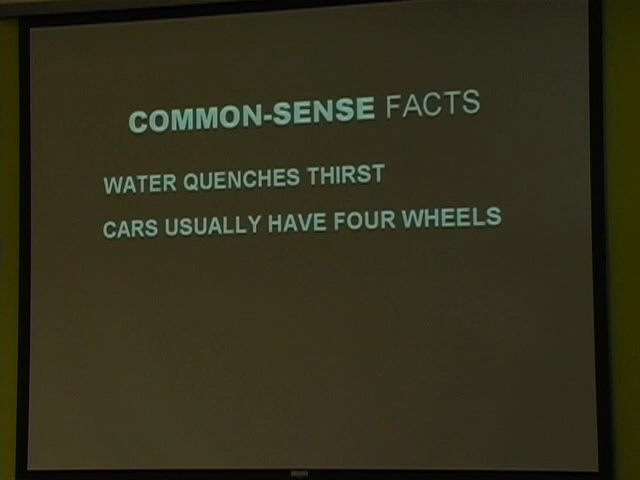 COMMON-SENSE FACTS
WATER QUENCHES THIRST
CARS USUALLY HAVE FOUR WHEELS